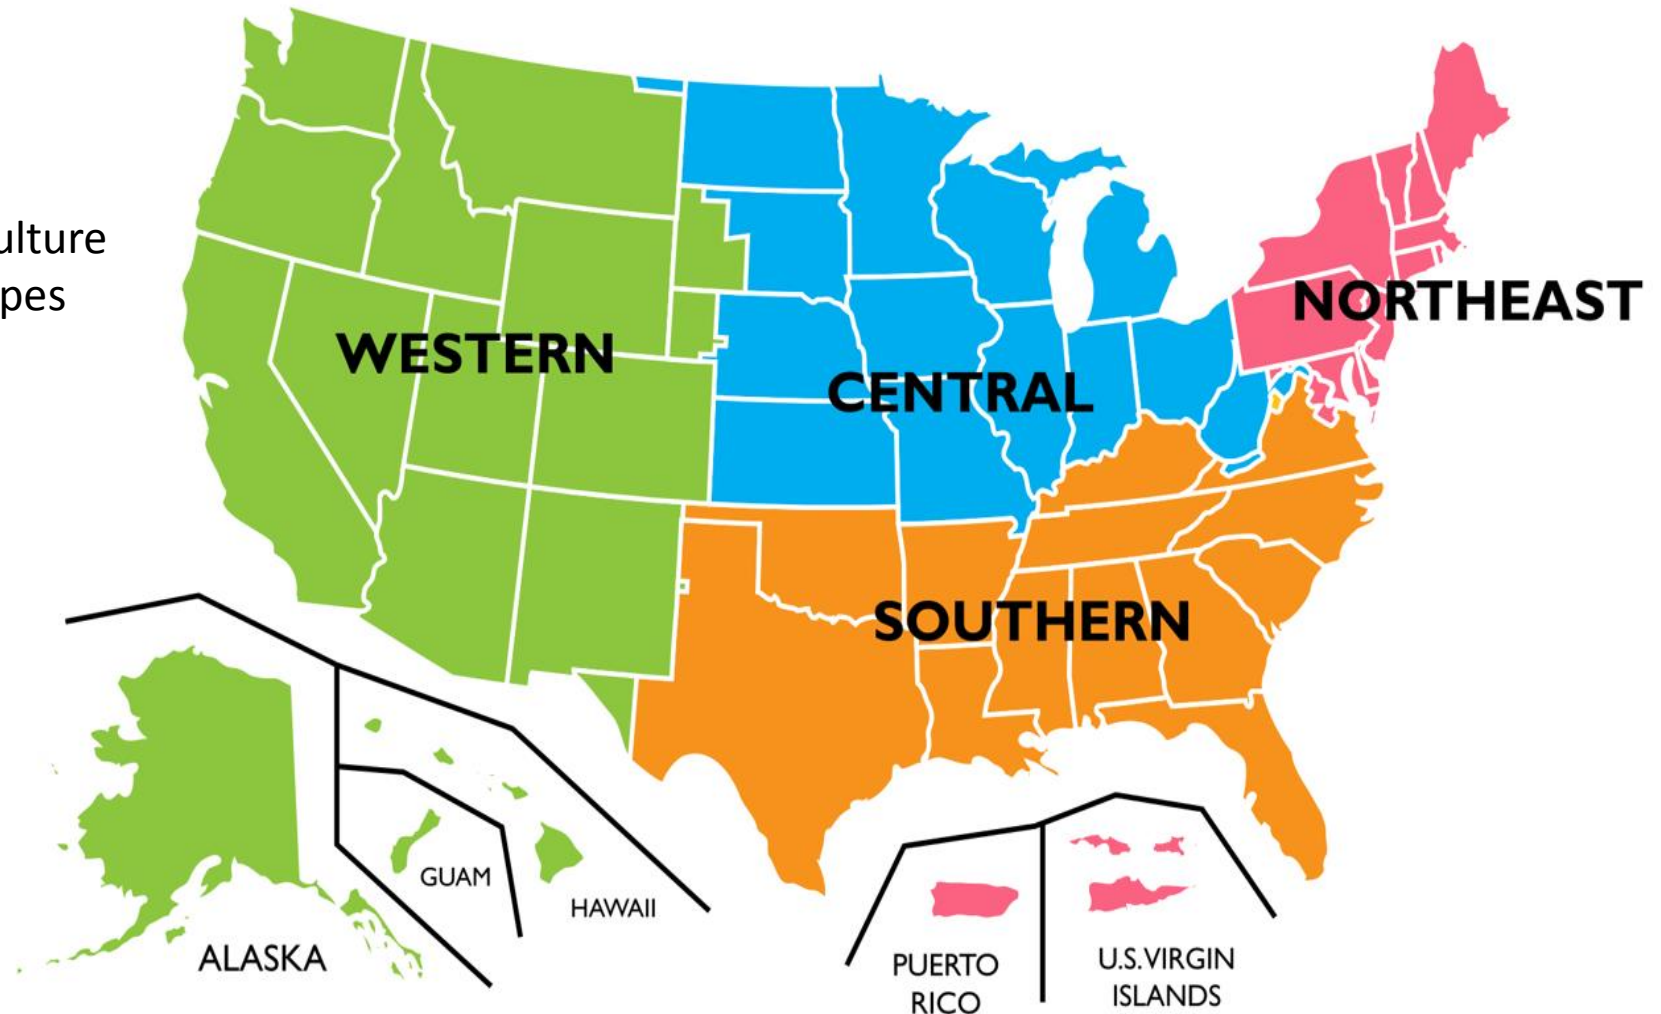 ulture
pes
NORTHEAST
WESTERN
CENTRAL
SOUTHERN
GUAM
HAWAII
ALASKA
PUERTO
RICO
U.S.VIRGIN
ISLANDS